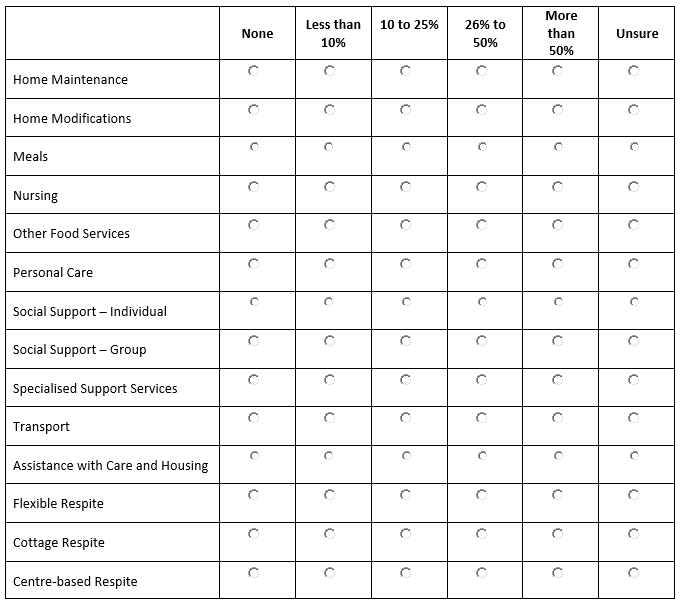 None
Less than
10%
10 to 25%
26% to
50%
More
than
50%
Unsure
Home Maintenance
Home Modifications
Meals
Nursing
Other Food Services
Personal Care
Social Support – Individual
Social Support – Group
Specialised Support Services
Transport
Assistance with Care and Housing
Flexible Respite
Cottage Respite
Centre-based Respite